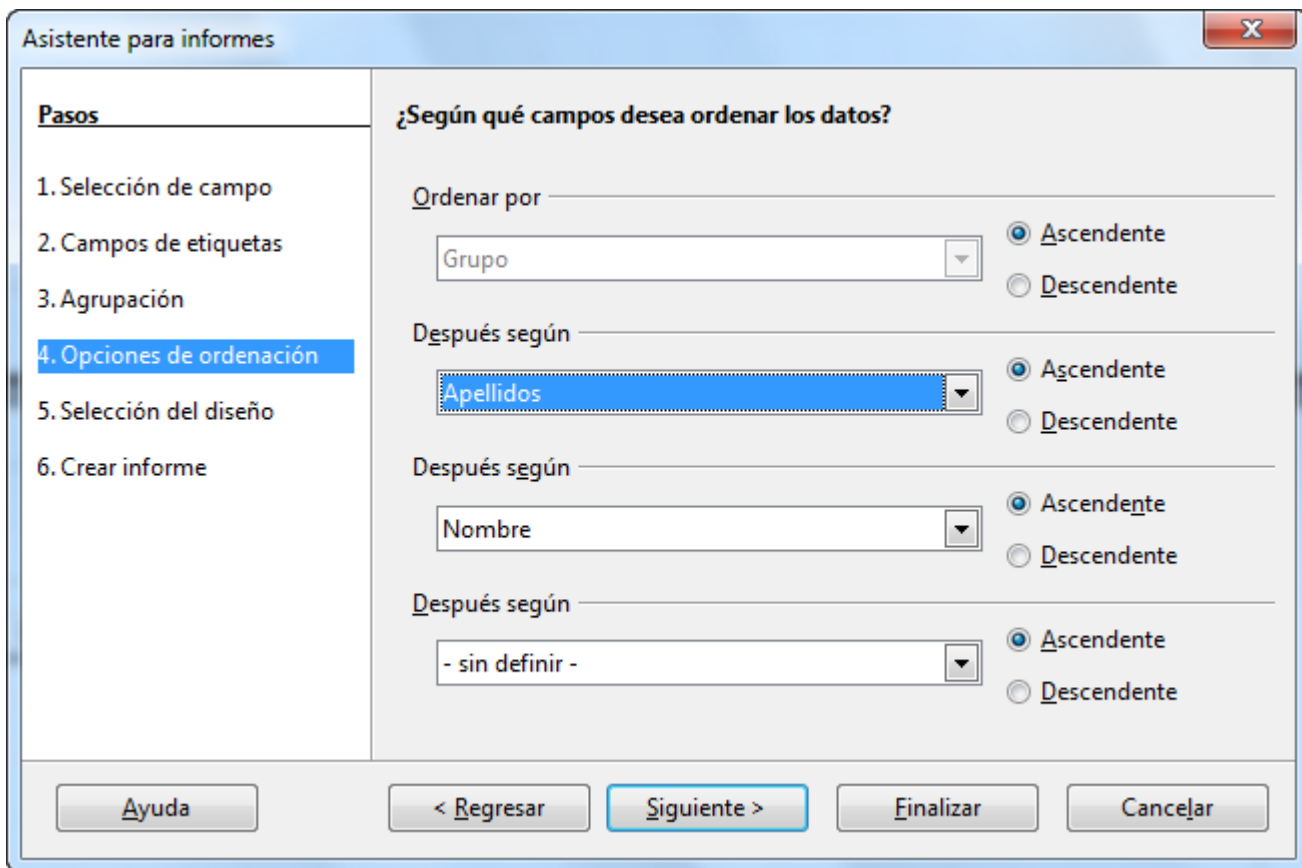 Asistente para informes
Pasos
1. Selección de campo
2. Campos de etiquetas
3. Agrupación
4. Opciones de ordenación
5. Selección del diseño
6. Crear informe
¿Según qué campos desea ordenar los datos?
Ordenar por
Grupo
Ascendente
Descendente
Después según
Apellidos
Ascendente
Descendente
Después según
Nombre
Ascendente
Descendente
Después según
- sin definir -
Ascendente
Descendente
Ayuda
< Regresar
Siguiente >
Finalizar
Cancelar